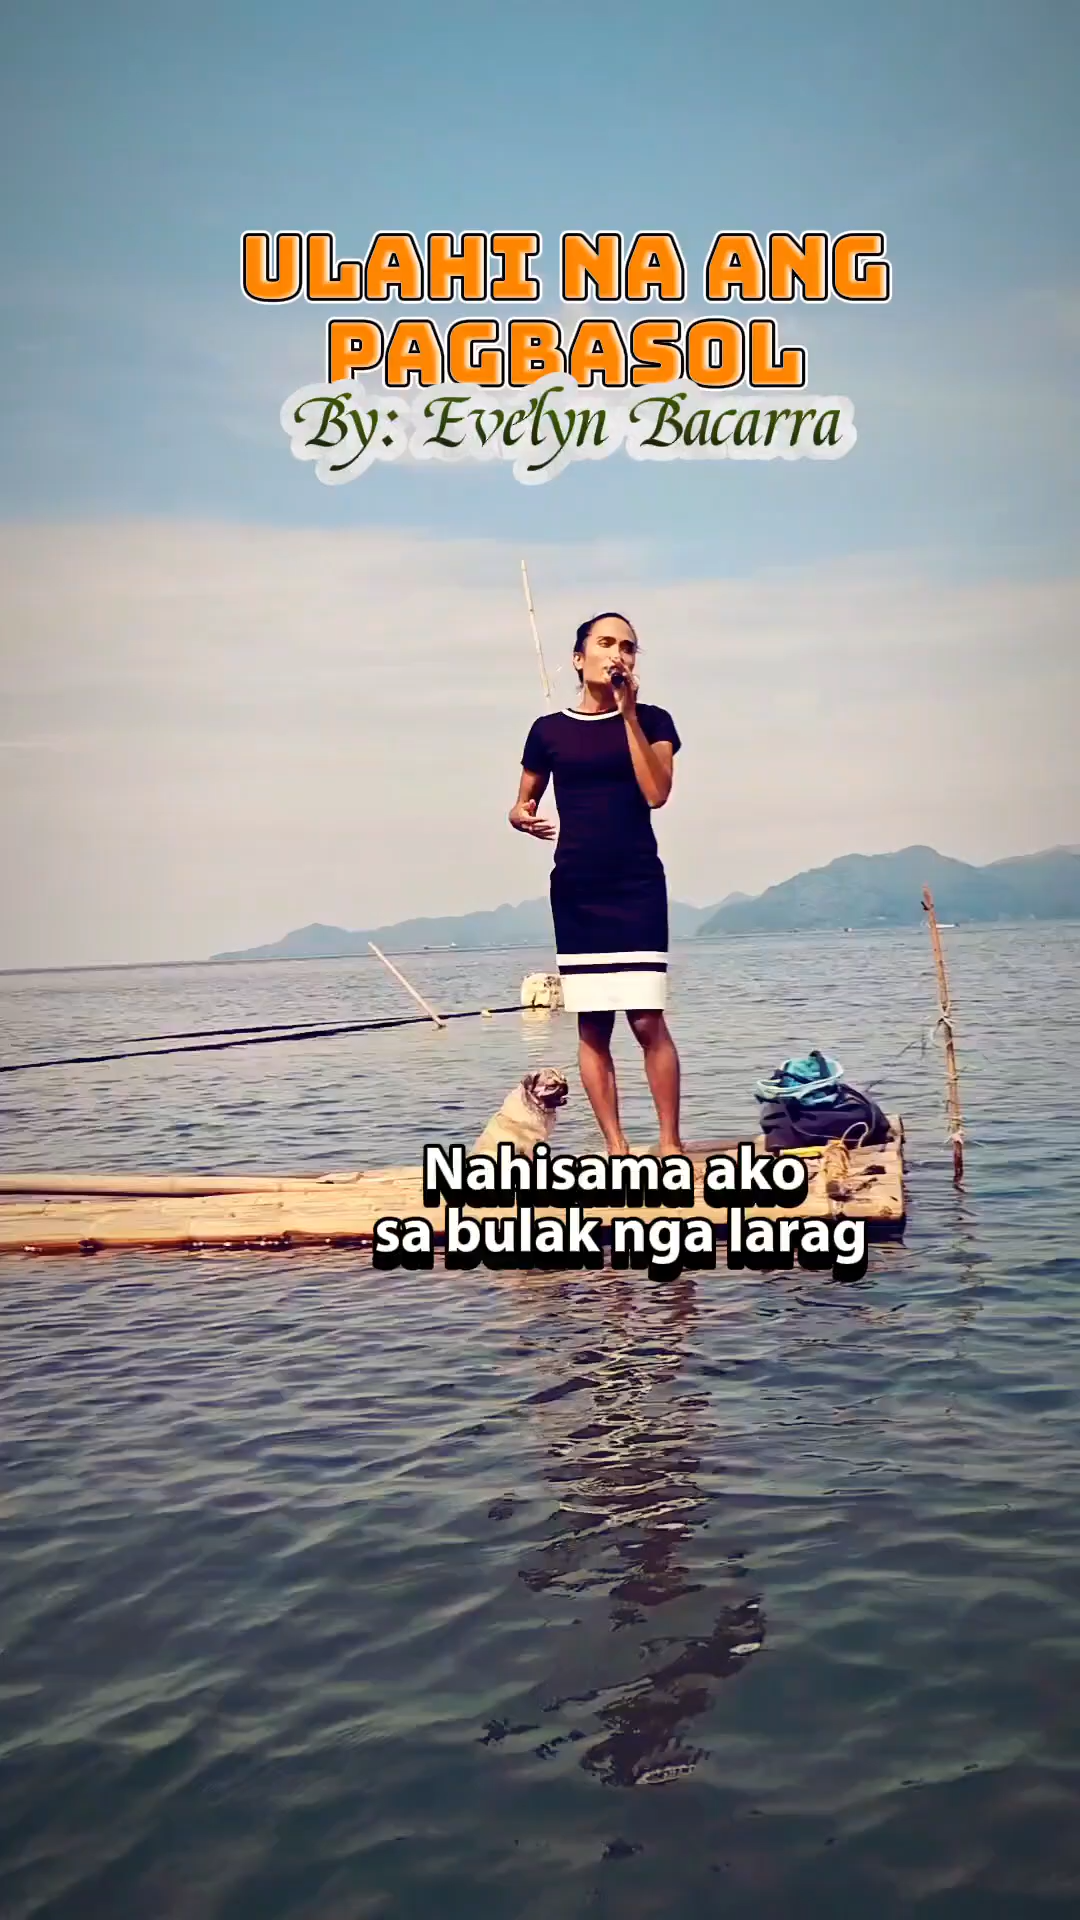 ULAHI NA ANG
PAGBASOL
By: Evelyn Bacarra
Nahisama ako
sa bulak nga larag